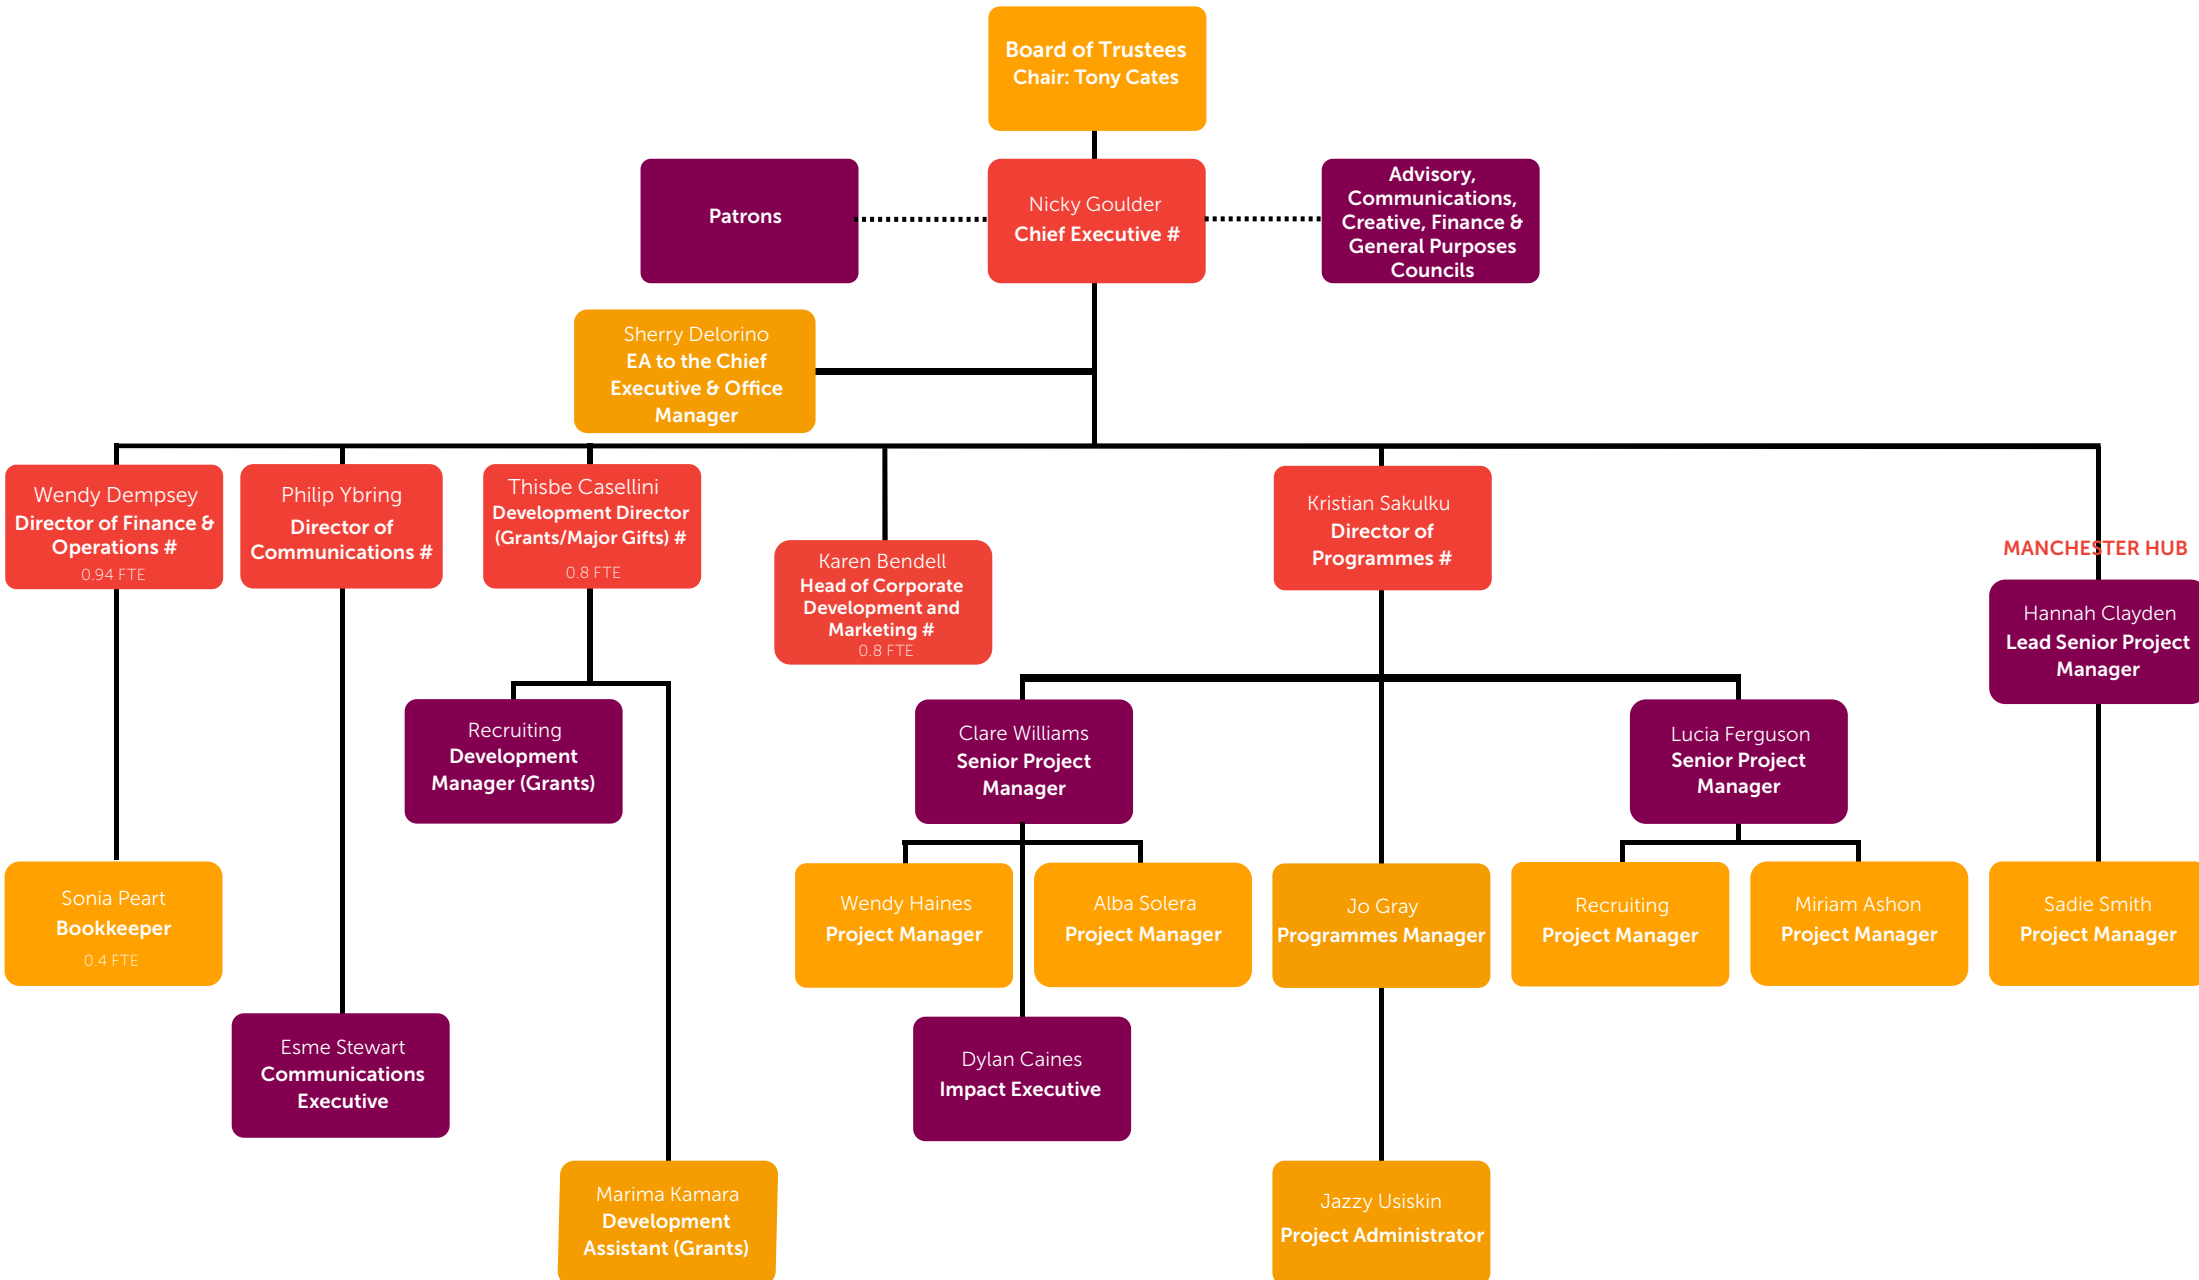 Board of Trustees
Chair: Tony Cates
Patrons
Nicky Goulder
Chief Executive #
Advisory,
Communications,
Creative, Finance &
General Purposes
Councils
Sherry Delorino
EA to the Chief
Executive & Office
Manager
Wendy Dempsey
Director of Finance &
Operations #
0.94 FTE
Philip Ybring
Director of
Communications #
Thisbe Casellini
Development Director
(Grants/Major Gifts) #
0.8 FTE
Karen Bendell
Head of Corporate
Development and
Marketing #
0.8 FTE
Kristian Sakulku
Director of
Programmes #
MANCHESTER HUB
Hannah Clayden
Lead Senior Project
Manager
Recruiting
Development
Manager (Grants)
Clare Williams
Senior Project
Manager
Lucia Ferguson
Senior Project
Manager
Sonia Peart
Bookkeeper
0.4 FTE
Wendy Haines
Project Manager
Alba Solera
Project Manager
Jo Gray
Programmes Manager
Recruiting
Project Manager
Miriam Ashon
Project Manager
Sadie Smith
Project Manager
Esme Stewart
Communications
Executive
Dylan Caines
Impact Executive
Marima Kamara
Development
Assistant (Grants)
Jazzy Usiskin
Project Administrator